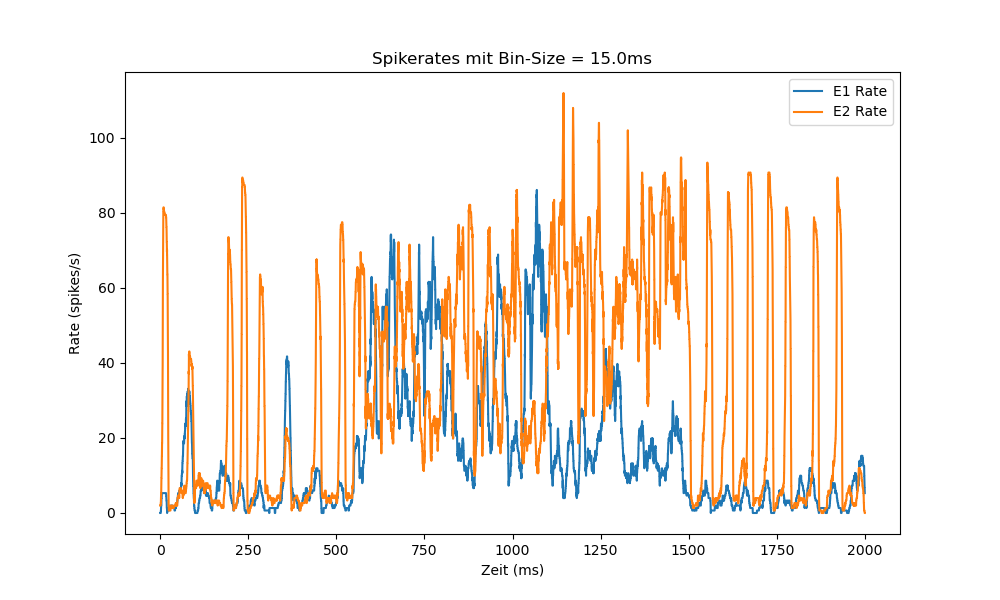 Spikerates mit Bin-Size = 15.0ms
E1 Rate
E2 Rate
Rate (spikes/s)
100
80
60
40
20
0
0 250 500 750 1000 1250 1500 1750 2000
Zeit (ms)